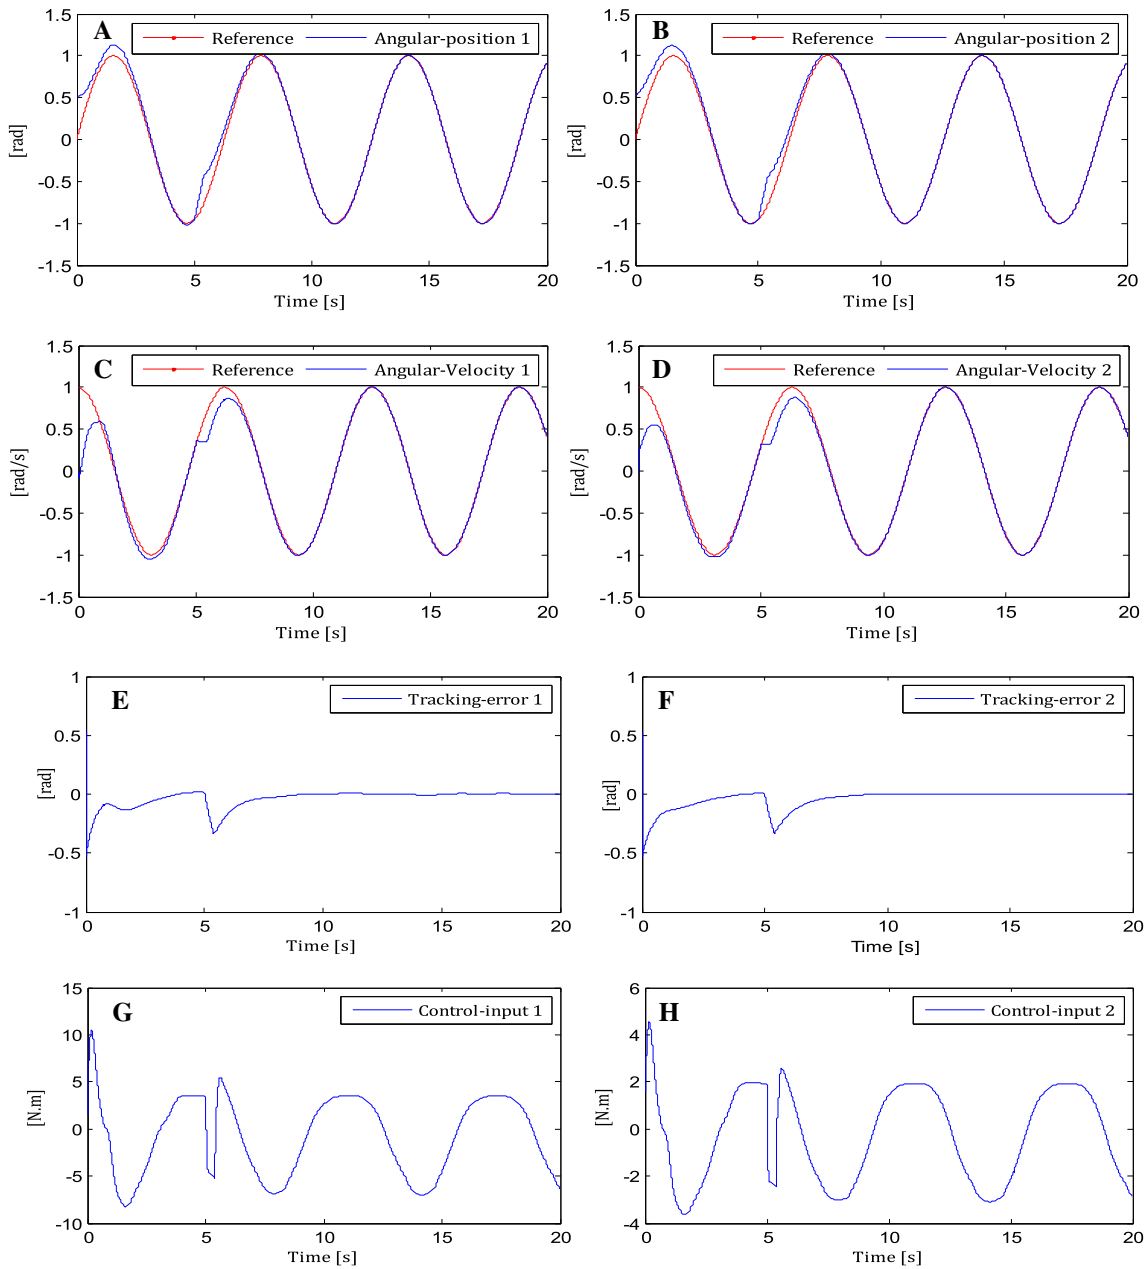 A
Reference
Angular-position 1
1.5
1
0.5
0
-0.5
-1
-1.5
[rad]
0
5
10
15
20
Time [s]
B
Reference
Angular-position 2
1.5
1
0.5
0
-0.5
-1
-1.5
[rad]
0
5
10
15
20
Time [s]
C
Reference
Angular-Velocity 1
1.5
1
0.5
0
-0.5
-1
-1.5
[rad/s]
0
5
10
15
20
Time [s]
D
Reference
Angular-Velocity 2
1.5
1
0.5
0
-0.5
-1
-1.5
[rad/s]
0
5
10
15
20
Time [s]
E
Tracking-error 1
1
0.5
0
-0.5
-1
[rad]
0
5
10
15
20
Time [s]
F
Tracking-error 2
1
0.5
0
-0.5
-1
[rad]
0
5
10
15
20
Time [s]
G
Control-input 1
15
10
5
0
-5
-10
[N.m]
0
5
10
15
20
Time [s]
H
Control-input 2
6
4
2
0
-2
-4
[N.m]
0
5
10
15
20
Time [s]